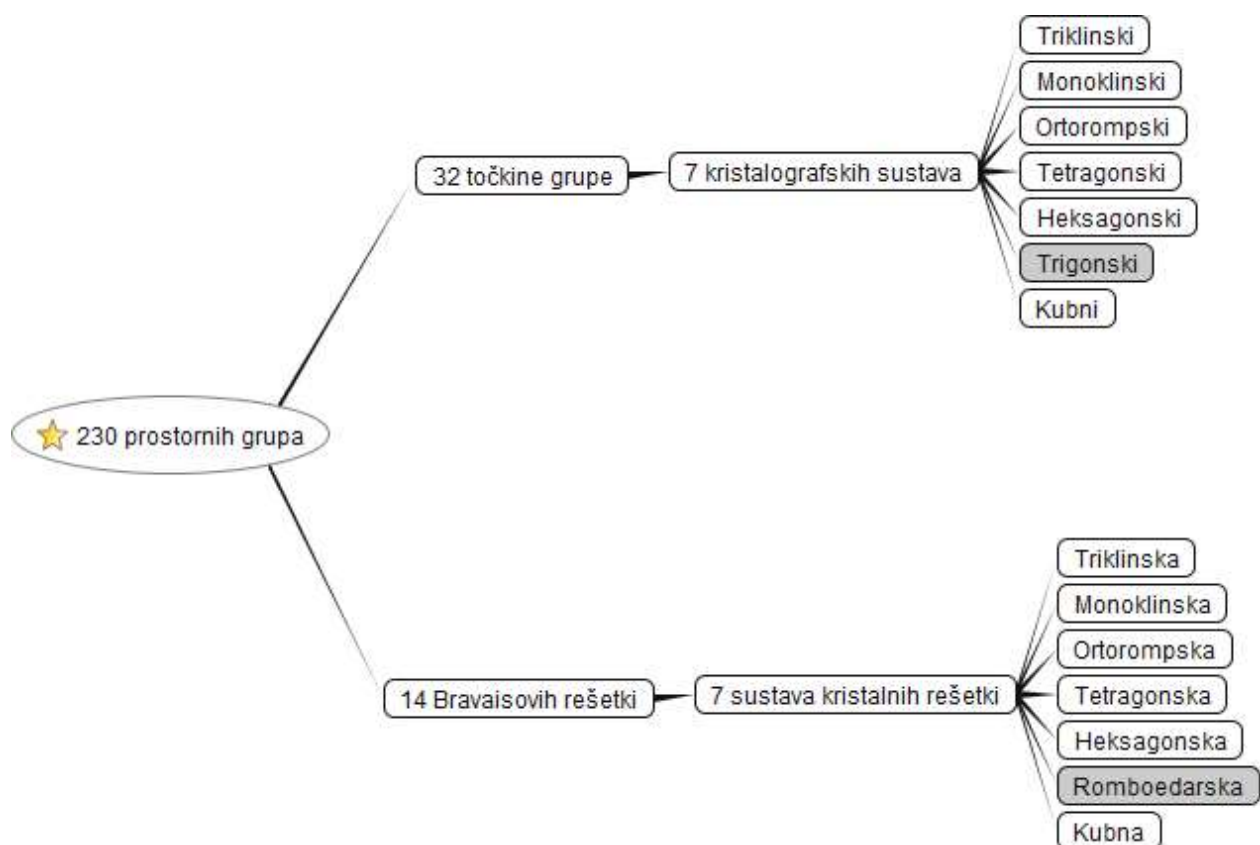 230 prostornih grupa
32 točkine grupe
7 kristalografskih sustava
Triklinski
Monoklinski
Ortorompski
Tetragonski
Heksagonski
Trigonski
Kubni
14 Bravaisovih rešetki
7 sustava kristalnih rešetki
Triklinska
Monoklinska
Ortorompska
Tetragonska
Heksagonska
Romboedarska
Kubna